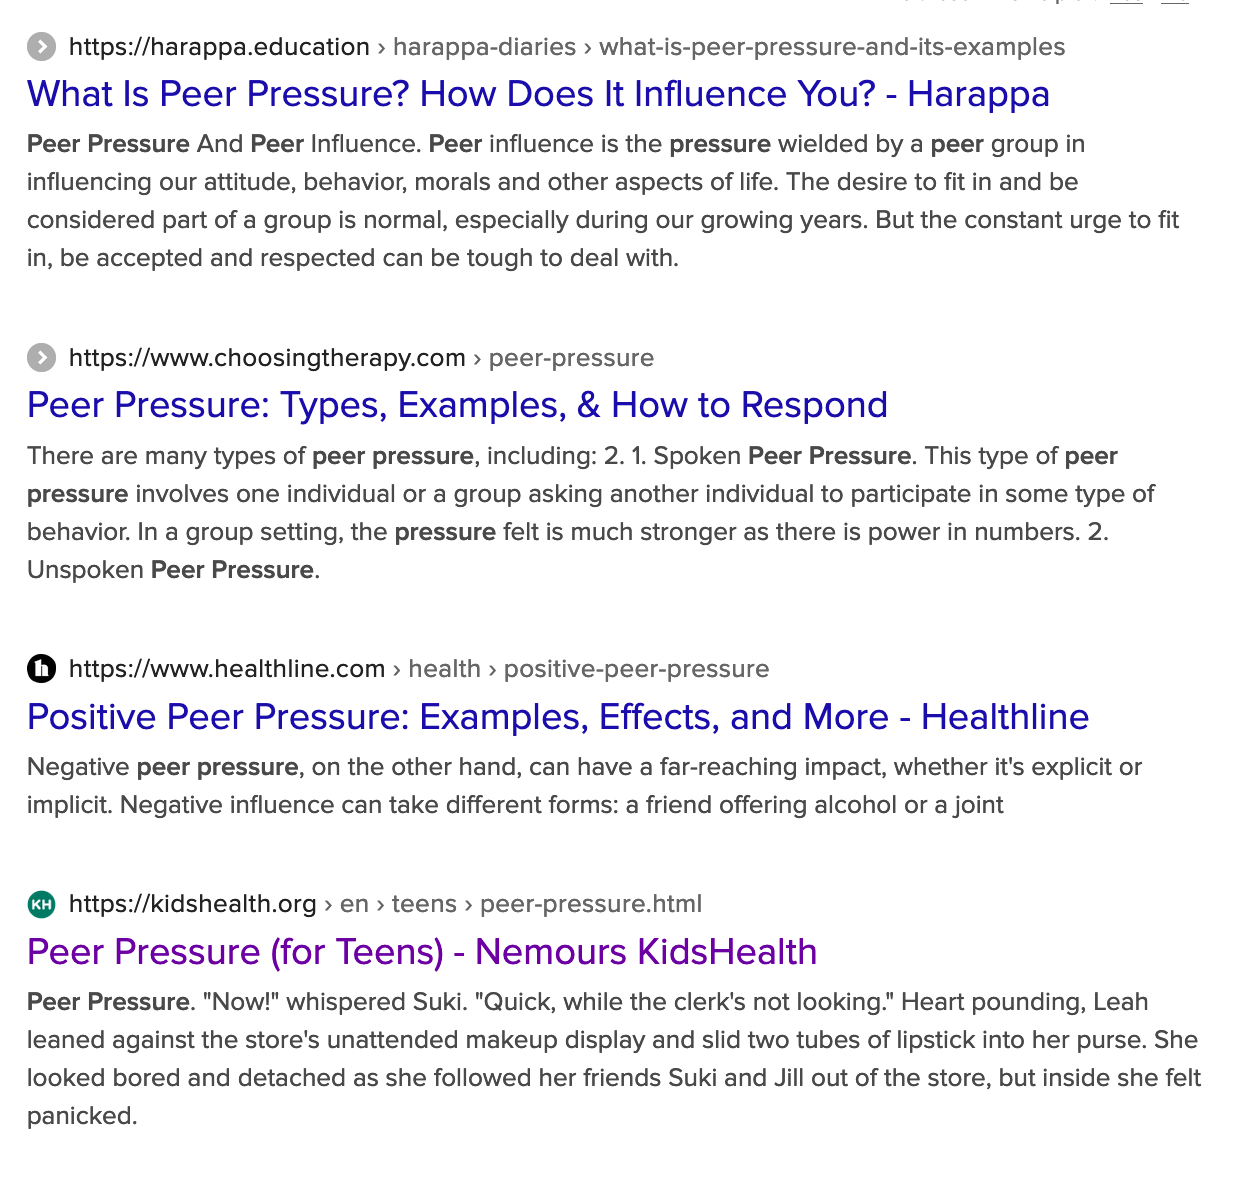 https://harappa.education › harappa-diaries › what-is-peer-pressure-and-its-examples
What Is Peer Pressure? How Does It Influence You? - Harappa
Peer Pressure And Peer Influence. Peer influence is the pressure wielded by a peer group in
influencing our attitude, behavior, morals and other aspects of life. The desire to fit in and be
considered part of a group is normal, especially during our growing years. But the constant urge to fit
in, be accepted and respected can be tough to deal with.
https://www.choosingtherapy.com › peer-pressure
Peer Pressure: Types, Examples, & How to Respond
There are many types of peer pressure, including: 2. 1. Spoken Peer Pressure. This type of peer
pressure involves one individual or a group asking another individual to participate in some type of
behavior. In a group setting, the pressure felt is much stronger as there is power in numbers. 2.
Unspoken Peer Pressure.
h https://www.healthline.com › health › positive-peer-pressure
Positive Peer Pressure: Examples, Effects, and More - Healthline
Negative peer pressure, on the other hand, can have a far-reaching impact, whether it's explicit or
implicit. Negative influence can take different forms: a friend offering alcohol or a joint
KH https://kidshealth.org › en › teens › peer-pressure.html
Peer Pressure (for Teens) - Nemours KidsHealth
Peer Pressure. "Now!" whispered Suki. "Quick, while the clerk's not looking." Heart pounding, Leah
leaned against the store's unattended makeup display and slid two tubes of lipstick into her purse. She
looked bored and detached as she followed her friends Suki and Jill out of the store, but inside she felt
panicked.